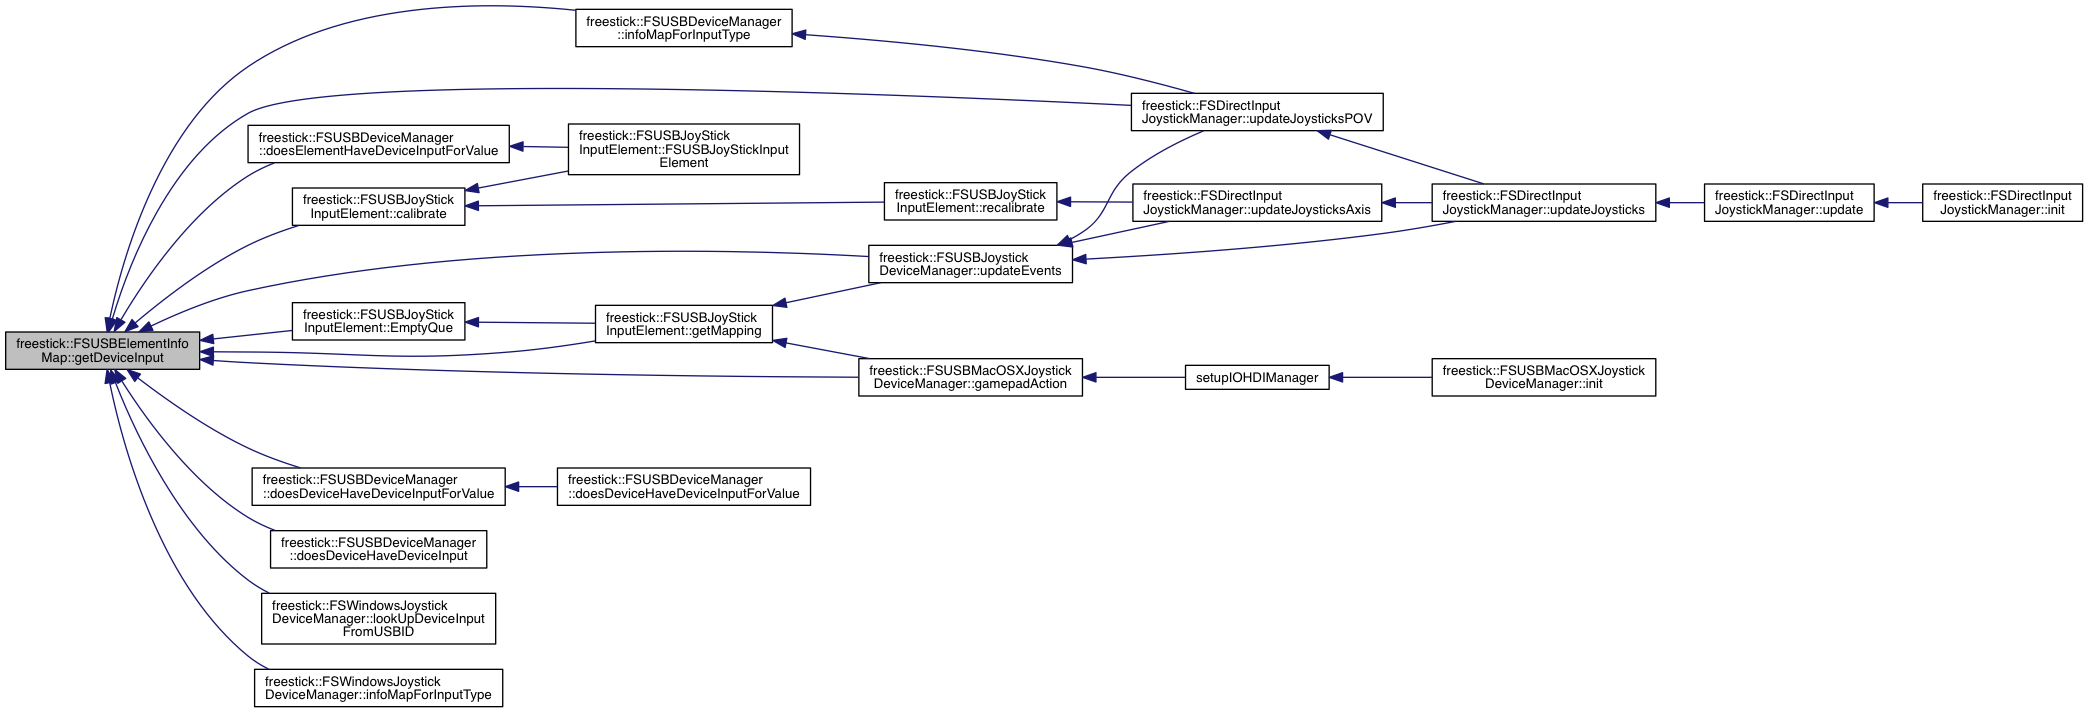 freestick::FSUSBDeviceManager
::infoMapForInputType
freestick::FSDirectInput
JoystickManager::updateJoysticksPOV
freestick::FSUSBDeviceManager
::doesElementHaveDeviceInputForValue
freestick::FSUSBJoyStick
InputElement::FSUSBJoyStickInput
Element
freestick::FSUSBJoyStick
InputElement::calibrate
freestick::FSUSBJoyStick
InputElement::recalibrate
freestick::FSDirectInput
JoystickManager::updateJoysticksAxis
freestick::FSDirectInput
JoystickManager::updateJoysticks
freestick::FSDirectInput
JoystickManager::update
freestick::FSDirectInput
JoystickManager::init
freestick::FSUSBJoystick
DeviceManager::updateEvents
freestick::FSUSBJoyStick
InputElement::EmptyQue
freestick::FSUSBJoyStick
InputElement::getMapping
freestick::FSUSBElementInfo
Map::getDeviceInput
freestick::FSUSBMacOSXJoystick
DeviceManager::gamepadAction
setupIOHDIManager
freestick::FSUSBMacOSXJoystick
DeviceManager::init
freestick::FSUSBDeviceManager
::doesDeviceHaveDeviceInputForValue
freestick::FSUSBDeviceManager
::doesDeviceHaveDeviceInputForValue
freestick::FSUSBDeviceManager
::doesDeviceHaveDeviceInput
freestick::FSWindowsJoystick
DeviceManager::lookUpDeviceInput
FromUSBID
freestick::FSWindowsJoystick
DeviceManager::infoMapForInputType